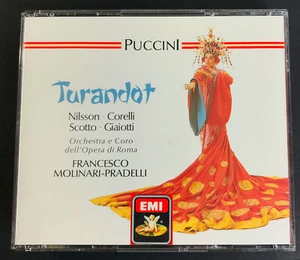 PUCCINI
Turandot
Nilsson · Corelli
Scotto · Giaiotti
Orchestra e Coro
dell'Opera di Roma
FRANCESCO
MOLINARI-PRADELLI
EMI